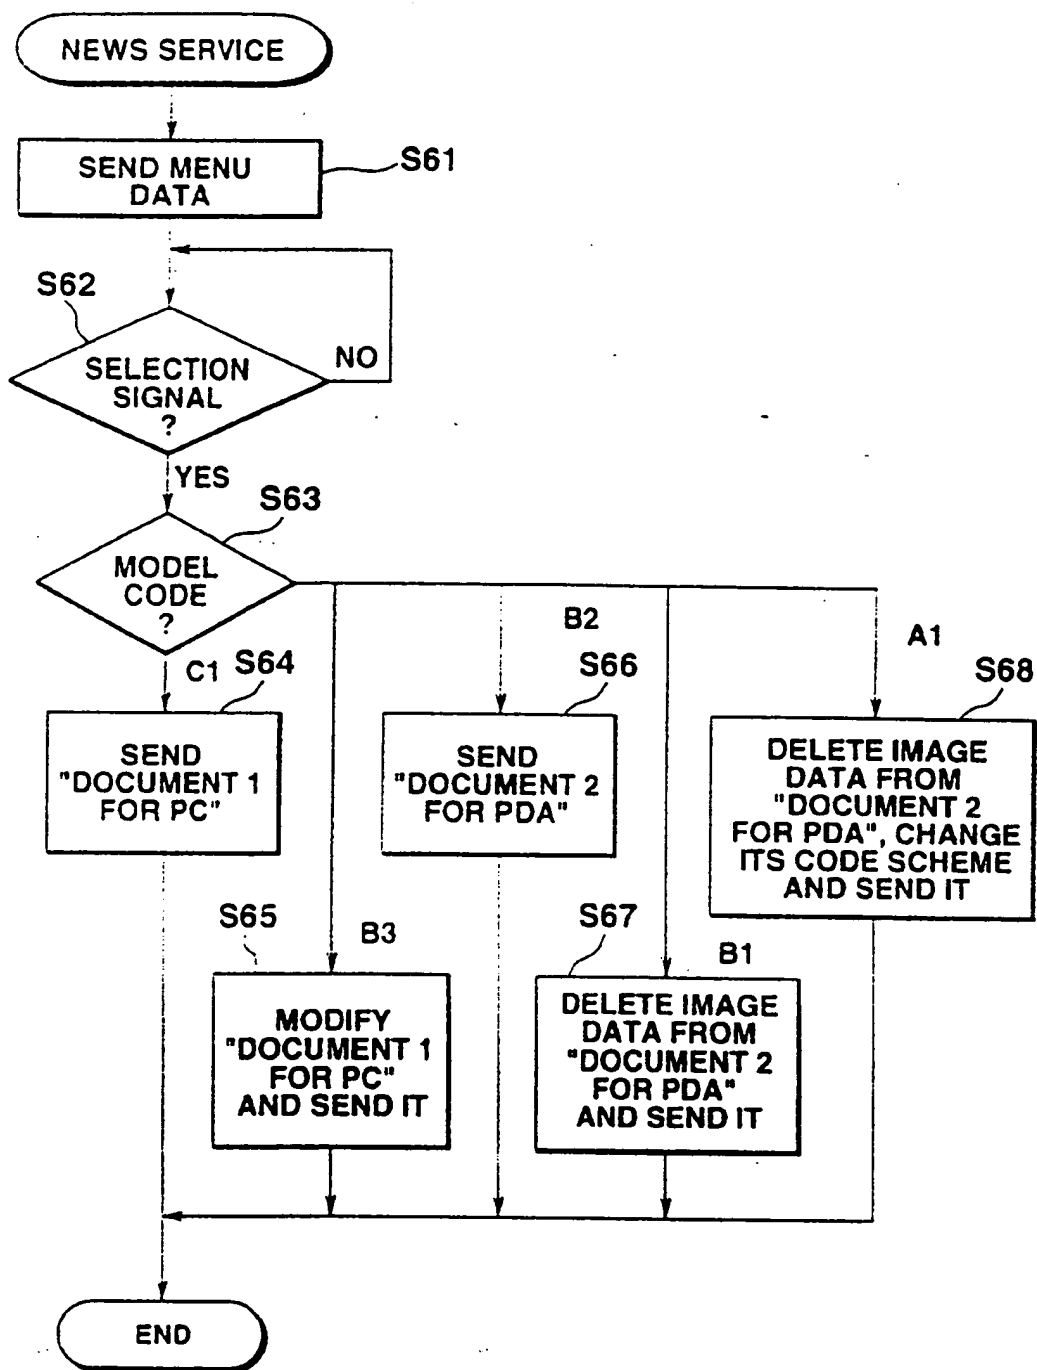 NEWS SERVICE
SEND MENU
DATA
S61
S62
SELECTION
SIGNAL
?
NO
YES
S63
MODEL
CODE
?
C1
S64
SEND
"DOCUMENT 1
FOR PC"
B2
S66
SEND
"DOCUMENT 2
FOR PDA"
A1
S68
DELETE IMAGE
DATA FROM
"DOCUMENT 2
FOR PDA", CHANGE
ITS CODE SCHEME
AND SEND IT
S65
B3
MODIFY
"DOCUMENT 1
FOR PC"
AND SEND IT
S67
B1
DELETE IMAGE
DATA FROM
"DOCUMENT 2
FOR PDA"
AND SEND IT
END